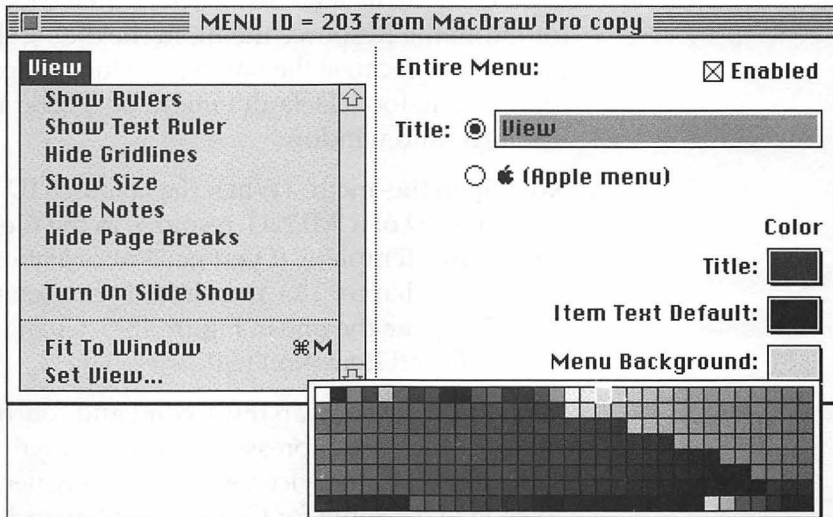 MENU ID = 203 from MacDraw Pro copy
View
Show Rulers
Show Text Ruler
Hide Gridlines
Show Size
Hide Notes
Hide Page Breaks
Turn On Slide Show
Fit To Window ⌘M
Set View...
Entire Menu:
Enabled
Title:
View
(Apple menu)
Color
Title:
Item Text Default:
Menu Background: